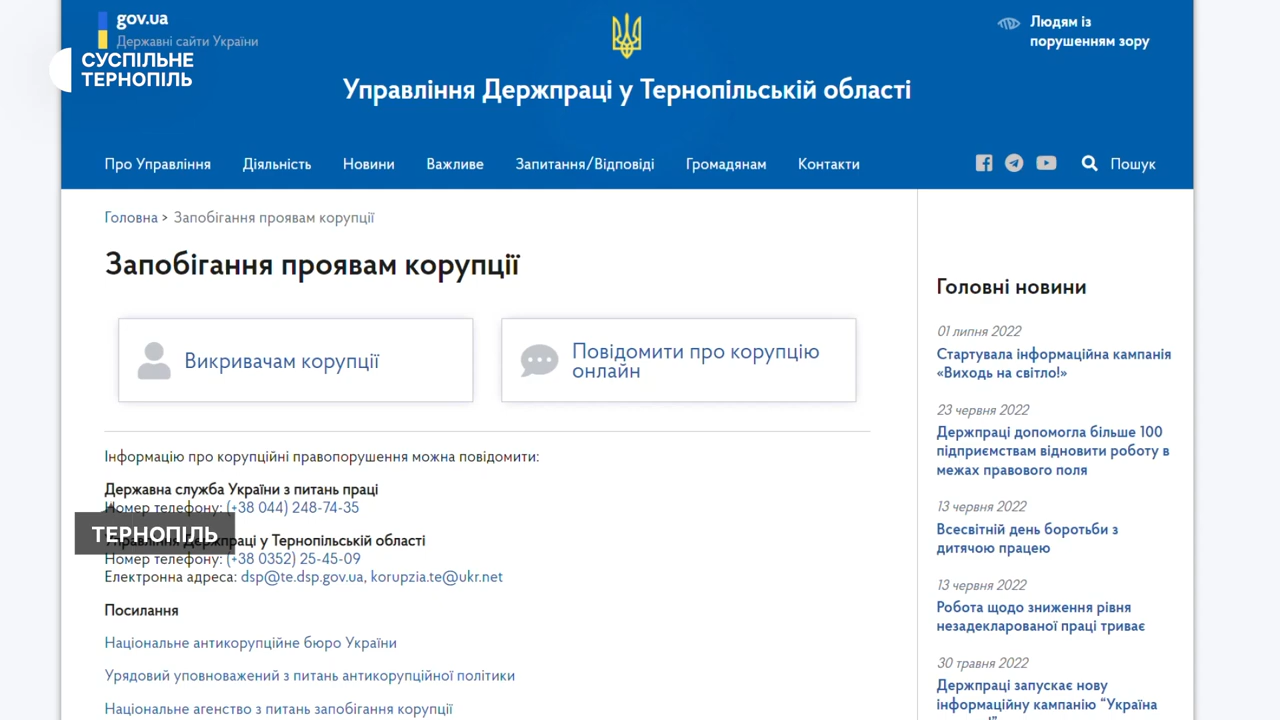 gov.ua
Державні сайти України
СУСПІЛЬНЕ
ТЕРНОПІЛЬ
Людям із
порушенням зору
Управління Держпраці у Тернопільській області
Про Управління Діяльність Новини Важливе Запитання/Відповіді Громадянам Контакти Пошук
Головна > Запобігання проявам корупції
Запобігання проявам корупції
Викривачам корупції
Повідомити про корупцію
онлайн
Інформацію про корупційні правопорушення можна повідомити:
Державна служба України з питань праці
Номер телефону: (+38 044) 248-74-35
ТЕРНОПІЛЬ
Управління Держпраці у Тернопільській області
Номер телефону: (+38 0352) 25-45-09
Електронна адреса: dsp@te.dsp.gov.ua, korupzia.te@ukr.net
Посилання
Національне антикорупційне бюро України
Урядовий уповноважений з питань антикорупційної політики
Національне агенство з питань запобігання корупції
Головні новини
01 липня 2022
Стартувала інформаційна кампанія
«Виходь на світло!»
23 червня 2022
Держпраці допомогла більше 100
підприємствам відновити роботу в
межах правового поля
13 червня 2022
Всесвітній день боротьби з
дитячою працею
13 червня 2022
Робота щодо зниження рівня
незадекларованої праці триває
30 травня 2022
Держпраці запускає нову
інформаційну кампанію “Україна